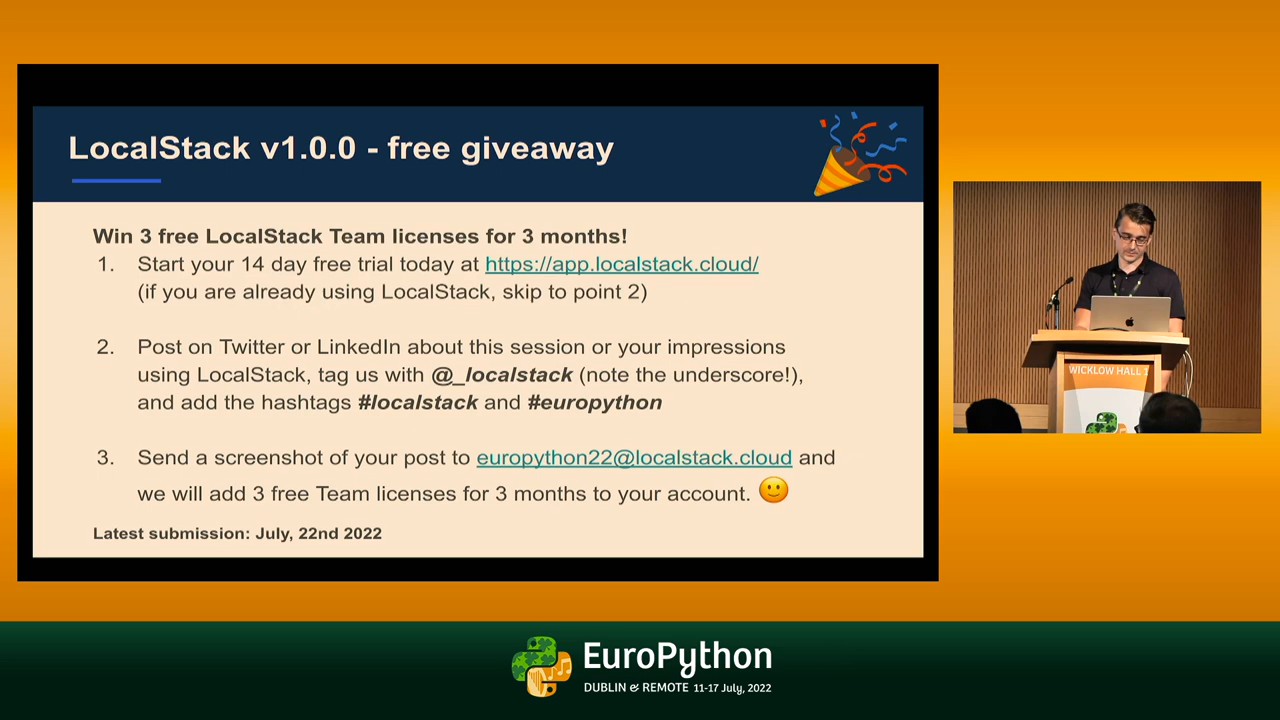 LocalStack v1.0.0 - free giveaway
Win 3 free LocalStack Team licenses for 3 months!
1. Start your 14 day free trial today at https://app.localstack.cloud/
(if you are already using LocalStack, skip to point 2)
2. Post on Twitter or LinkedIn about this session or your impressions
using LocalStack, tag us with @_localstack (note the underscore!),
and add the hashtags #localstack and #europython
3. Send a screenshot of your post to europython22@localstack.cloud and
we will add 3 free Team licenses for 3 months to your account. 🙂
Latest submission: July, 22nd 2022
WICKLOW HALL 1
EuroPython
DUBLIN & REMOTE 11-17 July, 2022